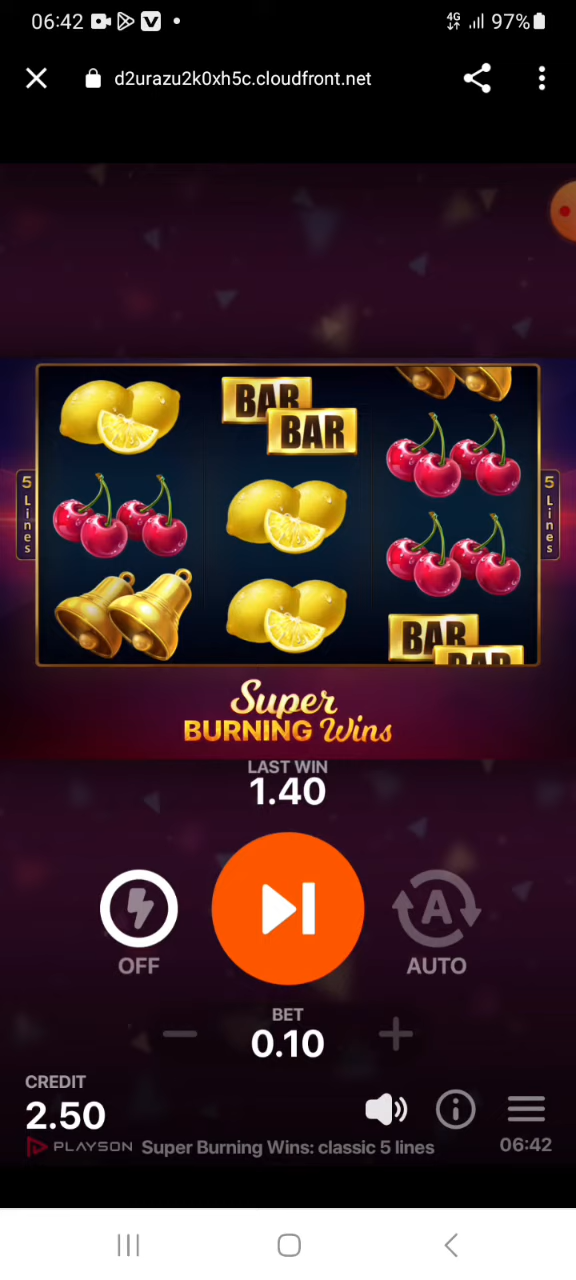 06:42 4G 97%
d2urazu2k0xh5c.cloudfront.net
BAR
BAR
5 Lines
5 Lines
BAR
BAR
Super
BURNING Wins
LAST WIN
1.40
A
OFF
AUTO
BET
0.10
CREDIT
2.50
PLAYSON Super Burning Wins: classic 5 lines 06:42